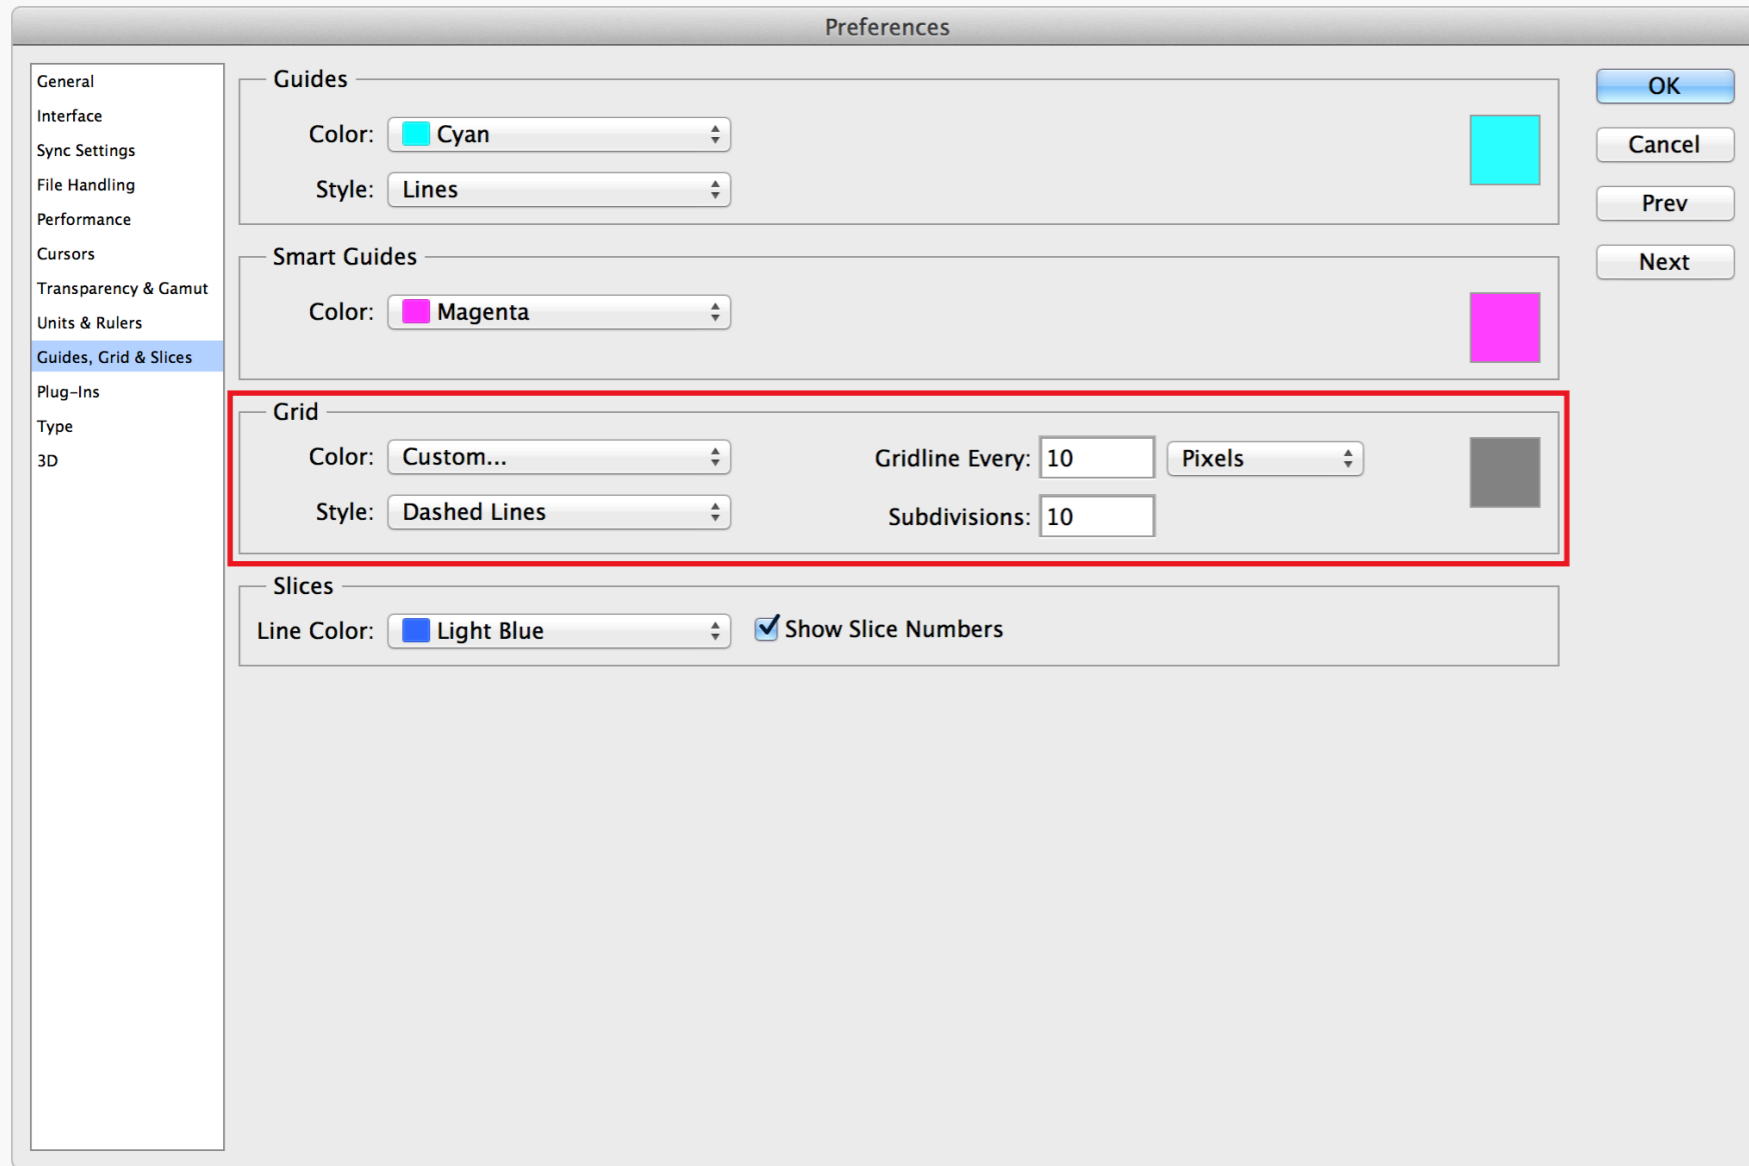 Preferences
General
Interface
Sync Settings
File Handling
Performance
Cursors
Transparency & Gamut
Units & Rulers
Guides, Grid & Slices
Plug-Ins
Type
3D
Guides
Color: Cyan
Style: Lines
Smart Guides
Color: Magenta
Grid
Color: Custom... Gridline Every: 10 Pixels
Style: Dashed Lines Subdivisions: 10
Slices
Line Color: Light Blue Show Slice Numbers
OK
Cancel
Prev
Next